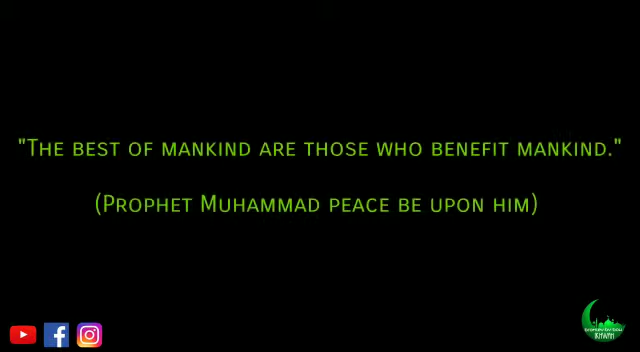 "The best of mankind are those who benefit mankind."
(Prophet Muhammad peace be upon him)